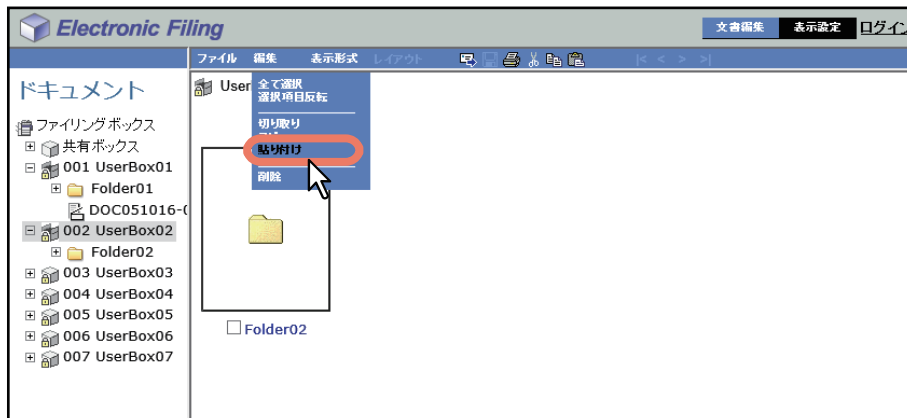 Electronic Filing
文書編集 表示設定 ログイン
ファイル 編集 表示形式 レイアウト |< < > >|
ドキュメント
ファイリングボックス
共有ボックス
001 UserBox01
Folder01
DOC051016-
002 UserBox02
Folder02
003 UserBox03
004 UserBox04
005 UserBox05
006 UserBox06
007 UserBox07
User
全て選択
選択項目反転
切り取り
貼り付け
削除
Folder02